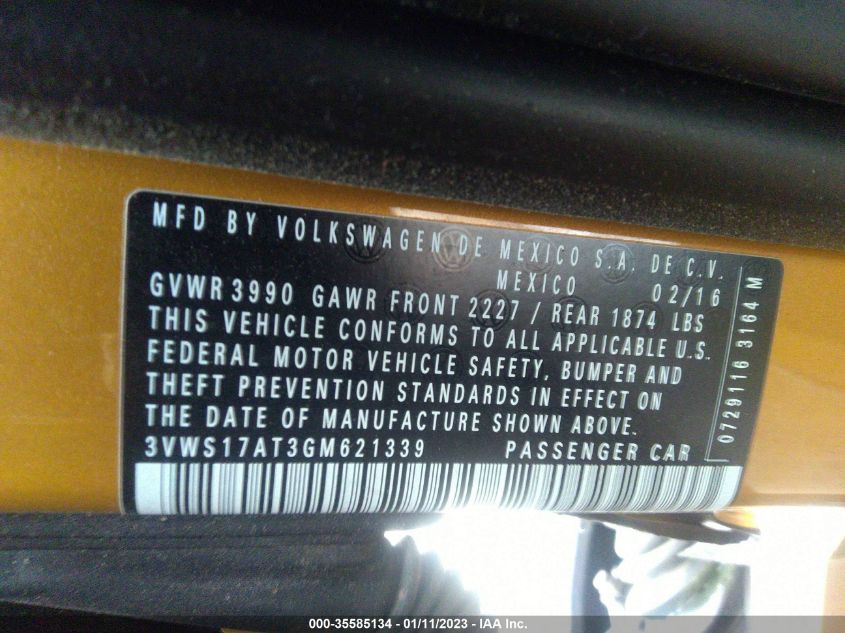 MFD BY VOLKSWAGEN DE MEXICO S.A. DE C.V.
MEXICO 02/16
GVWR 3990 GAWR FRONT 2227 / REAR 1874 LBS
THIS VEHICLE CONFORMS TO ALL APPLICABLE U.S.
FEDERAL MOTOR VEHICLE SAFETY, BUMPER AND
THEFT PREVENTION STANDARDS IN EFFECT ON
THE DATE OF MANUFACTURE SHOWN ABOVE.
3VWS17AT3GM621339 PASSENGER CAR
0729116 3164 M
000-35585134 - 01/11/2023 - IAA Inc.